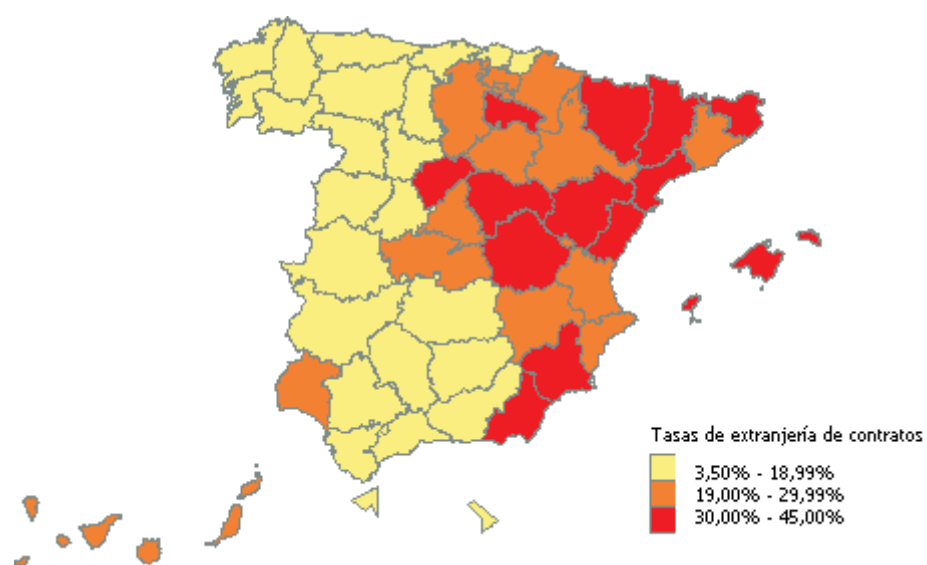 Tasas de extranjería de contratos
3,50% - 18,99%
19,00% - 29,99%
30,00% - 45,00%